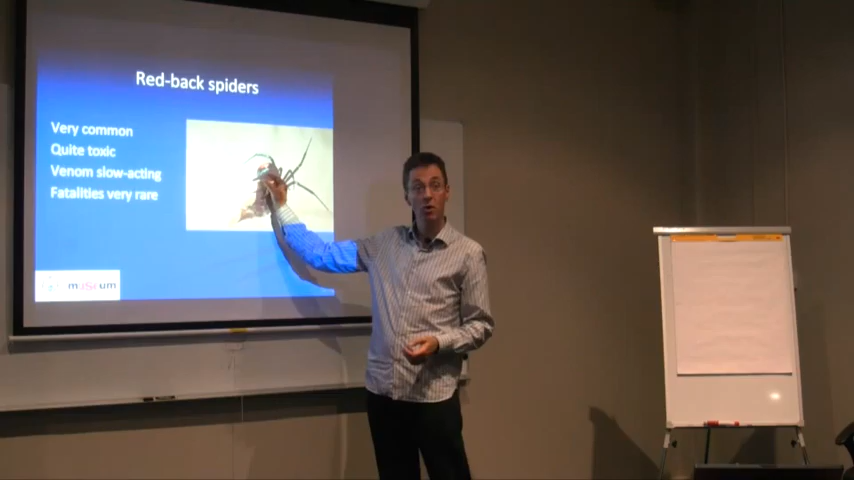 Red-back spiders
Very common
Quite toxic
Venom slow-acting
Fatalities very rare